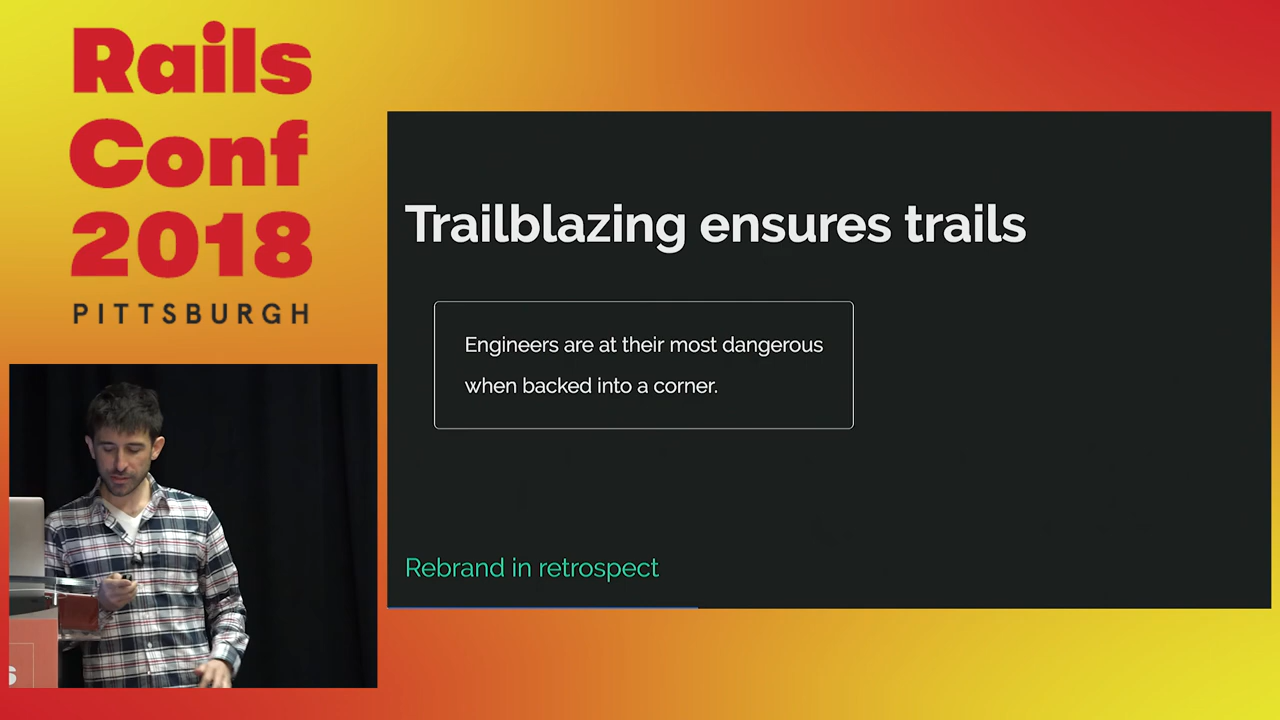 Rails
Conf
2018
PITTSBURGH
Trailblazing ensures trails
Engineers are at their most dangerous
when backed into a corner.
Rebrand in retrospect
s